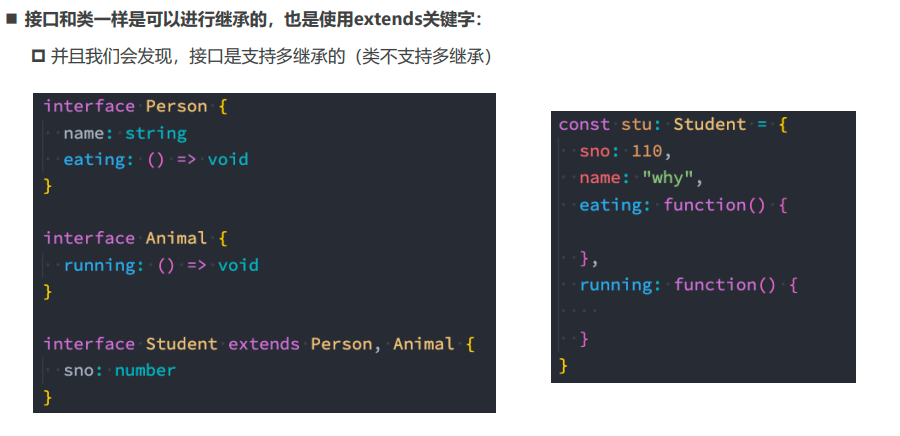 接口和类一样是可以进行继承的，也是使用extends关键字：
并且我们会发现，接口是支持多继承的（类不支持多继承）
interface Person {
  name: string
  eating: () => void
}

interface Animal {
  running: () => void
}

interface Student extends Person, Animal {
  sno: number
}
const stu: Student = {
  sno: 110,
  name: "why",
  eating: function() {

  },
  running: function() {

  }
}